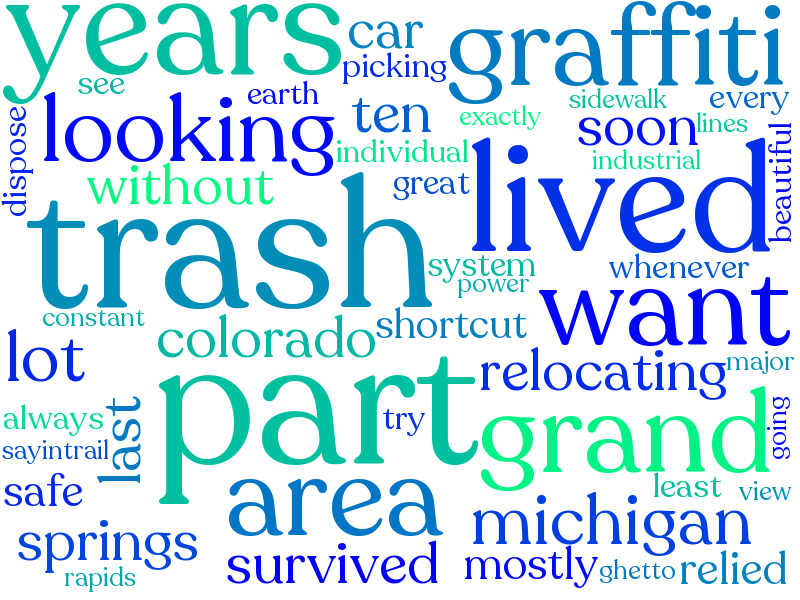 years
car
graffiti
picking
see
earth
sidewalk
every
looking
ten
exactly
soon
lines
dispose
individual
industrial
beautiful
without
great
lived
trash
system
whenever
power
want
constant
colorado
shortcut
lot
part
relocating
major
always
last
try
grand
going
sayintrail
safe
area
least
view
springs
michigan
survived
mostly
ghetto
relied
rapids